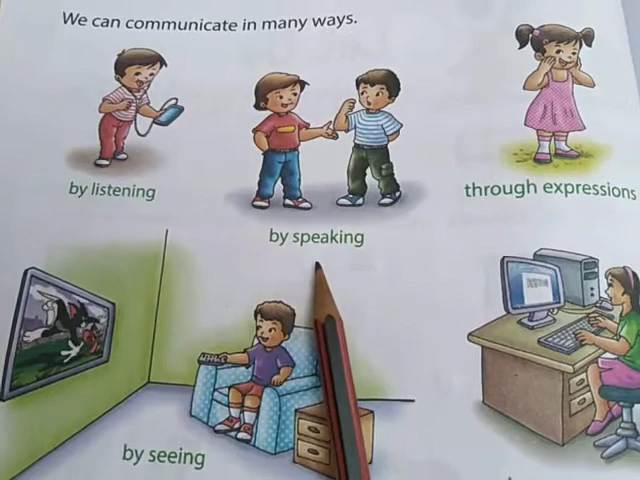 We can communicate in many ways.
by listening
by speaking
through expressions
by seeing